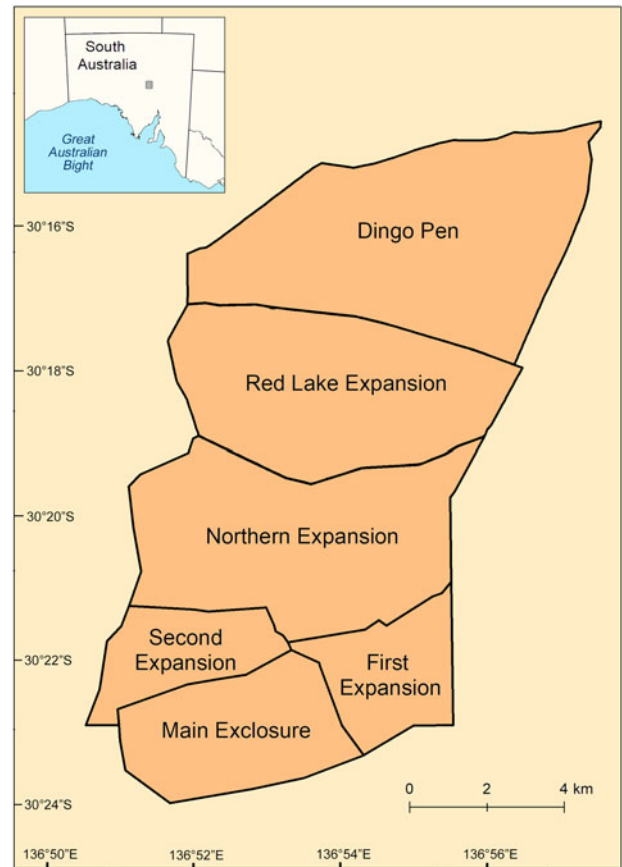 South
Australia
Great
Australian
Bight
30°16"S
Dingo Pen
30°18"S
Red Lake Expansion
30°20"S
Northern Expansion
30°22"S
Second
Expansion
First
Expansion
Main Exclosure
30°24"S
0 2 4 km
136°50"E 136°52"E 136°54"E 136°56"E